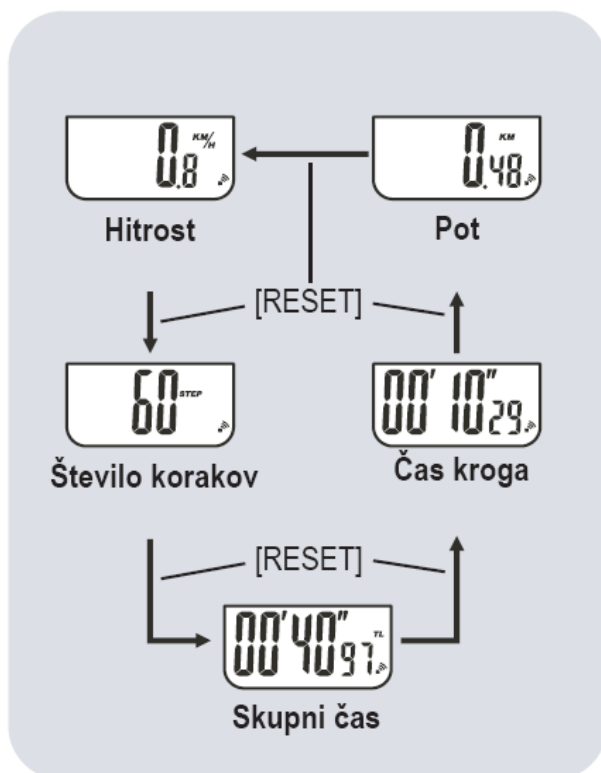 0.8 KM/H
0.48 KM
Hitrost
Pot
[RESET]
60 STEP
00' 10" 29
Število korakov
Čas kroga
[RESET]
00' 40" 97 TL
Skupni čas